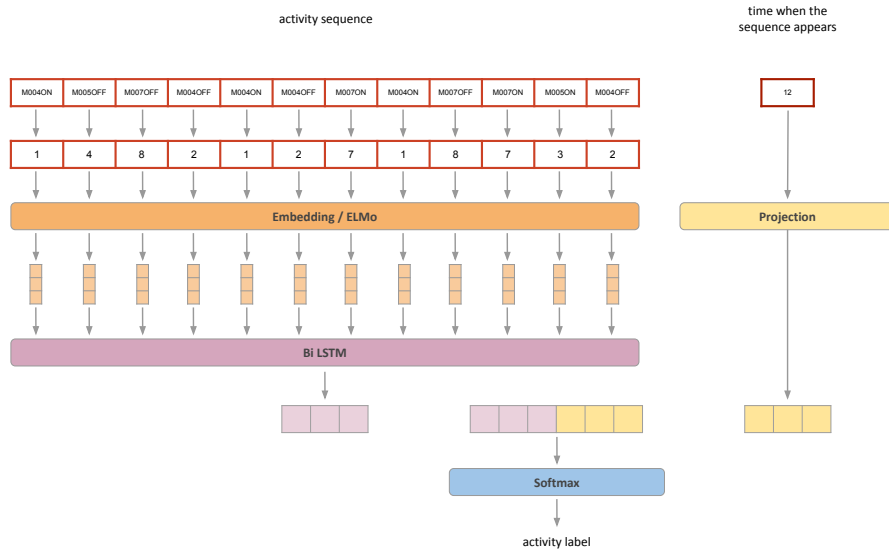 activity sequence
time when the
sequence appears
M004ON M005OFF M007OFF M004OFF M004ON M004OFF M007ON M004ON M007OFF M007ON M005ON M004OFF
12
1 4 8 2 1 2 7 1 8 7 3 2
Embedding / ELMo
Projection
Bi LSTM
Softmax
activity label